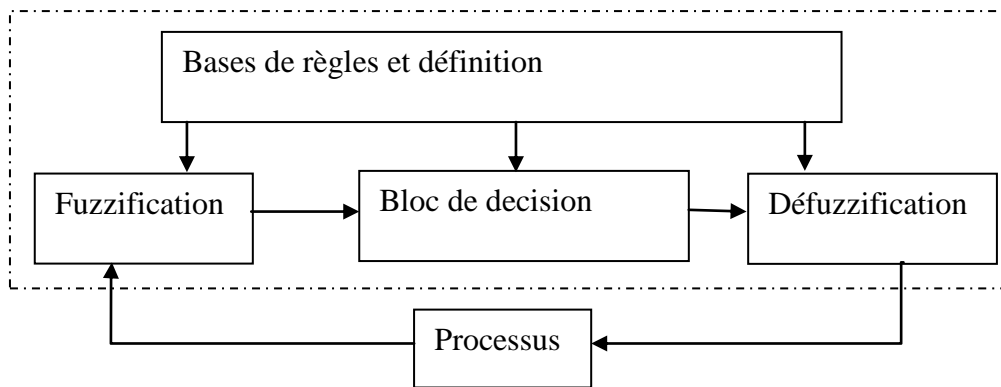 Bases de règles et définition
Fuzzification
Bloc de decision
Défuzzification
Processus